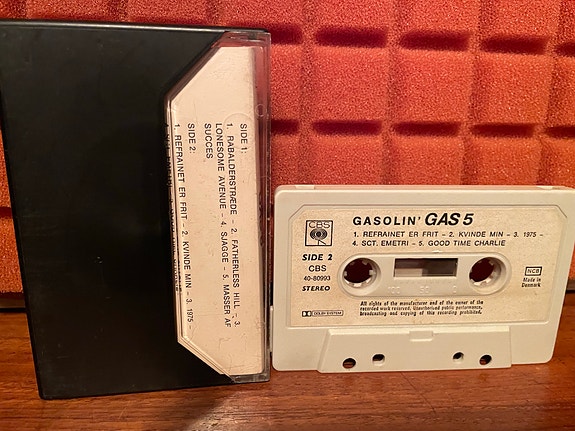 SIDE 1:
1. RABALDERSTRÆDE - 2. FATHERLESS HILL - 3.
LONESOME AVENUE - 4. SJAGGE - 5. MASSER AF
SUCCES
SIDE 2:
1. REFRAINET ER FRIT - 2. KVINDE MIN - 3. 1975 -
GASOLIN' GAS 5
CBS
1. REFRAINET ER FRIT - 2. KVINDE MIN - 3. 1975 -
4. SCT. EMETRI - 5. GOOD TIME CHARLIE
SIDE 2
CBS
40-80993
STEREO
NCB
Made in
Denmark
DOLBY SYSTEM
All rights of the manufacturer and of the owner of the
recorded work reserved. Unauthorised public performance,
broadcasting and copying of this recording prohibited.